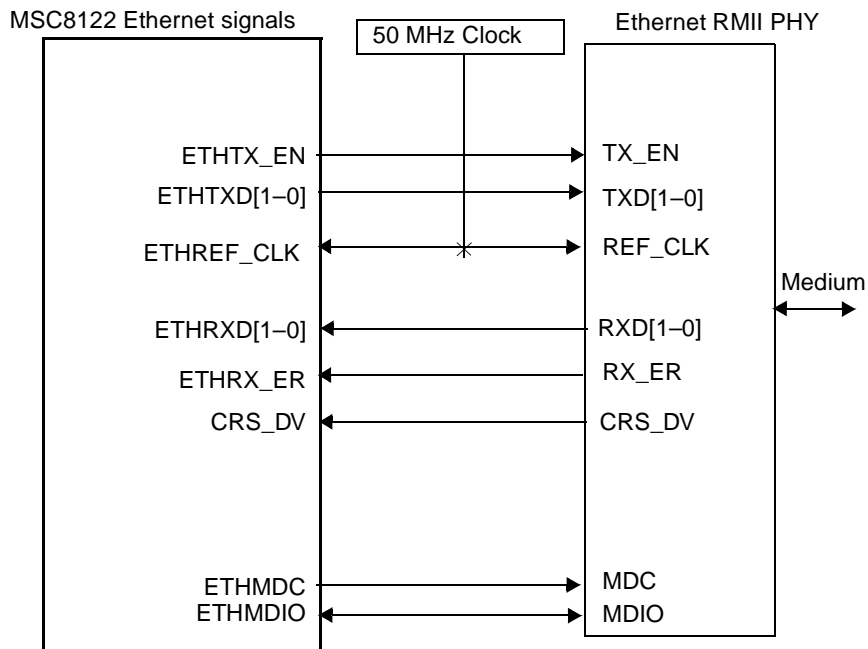 MSC8122 Ethernet signals
50 MHz Clock
Ethernet RMII PHY
ETHTX_EN
TX_EN
ETHTXD[1–0]
TXD[1–0]
ETHREF_CLK
REF_CLK
Medium
ETHRXD[1–0]
RXD[1–0]
ETHRX_ER
RX_ER
CRS_DV
CRS_DV
ETHMDC
MDC
ETHMDIO
MDIO